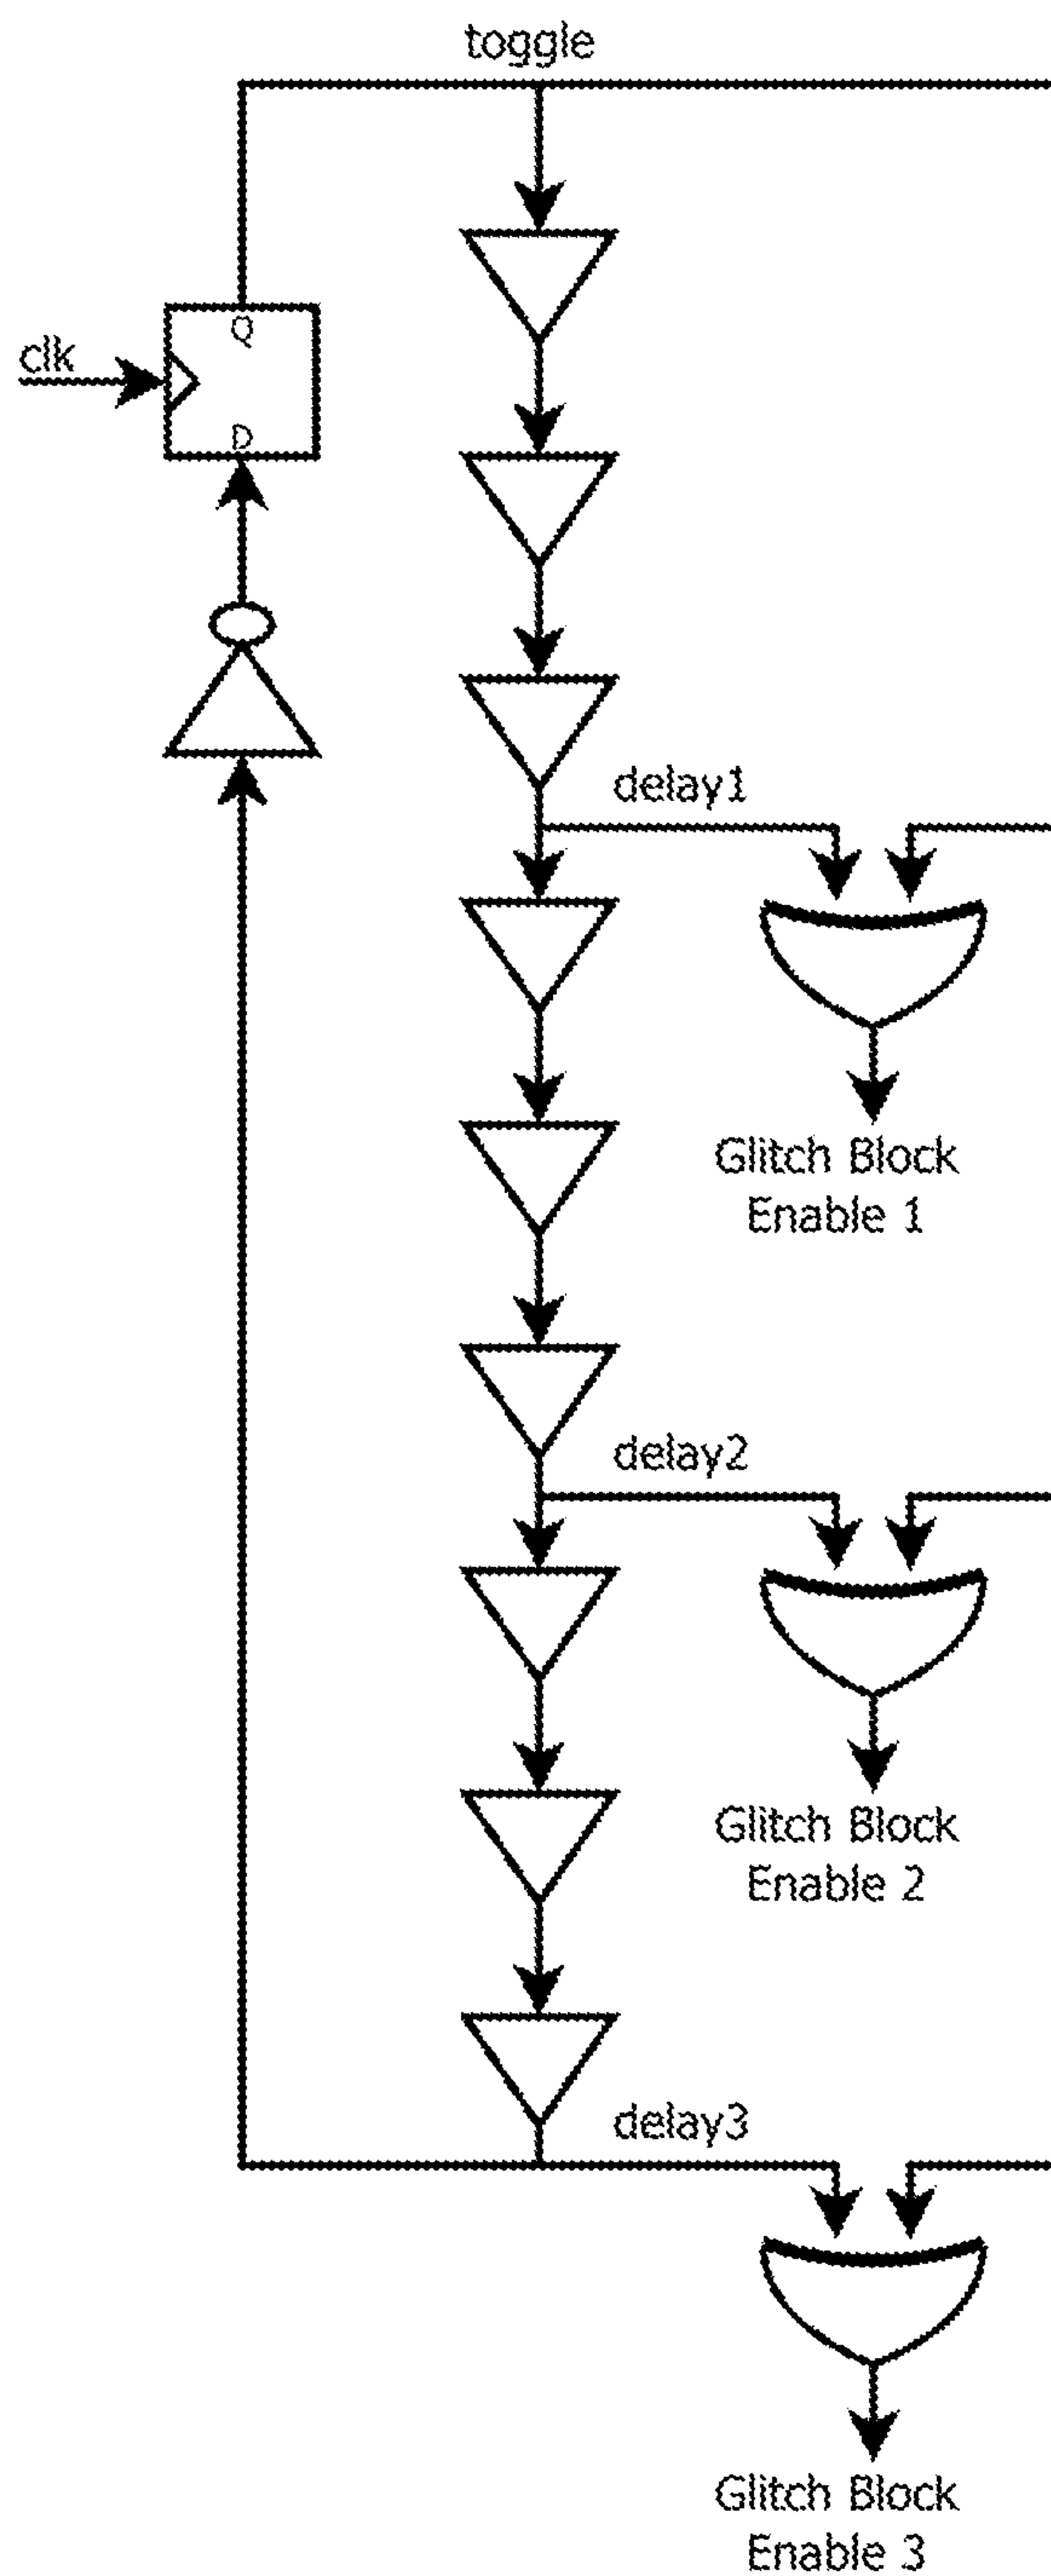 toggle
Q
clk
D
delay1
Glitch Block
Enable 1
delay2
Glitch Block
Enable 2
delay3
Glitch Block
Enable 3